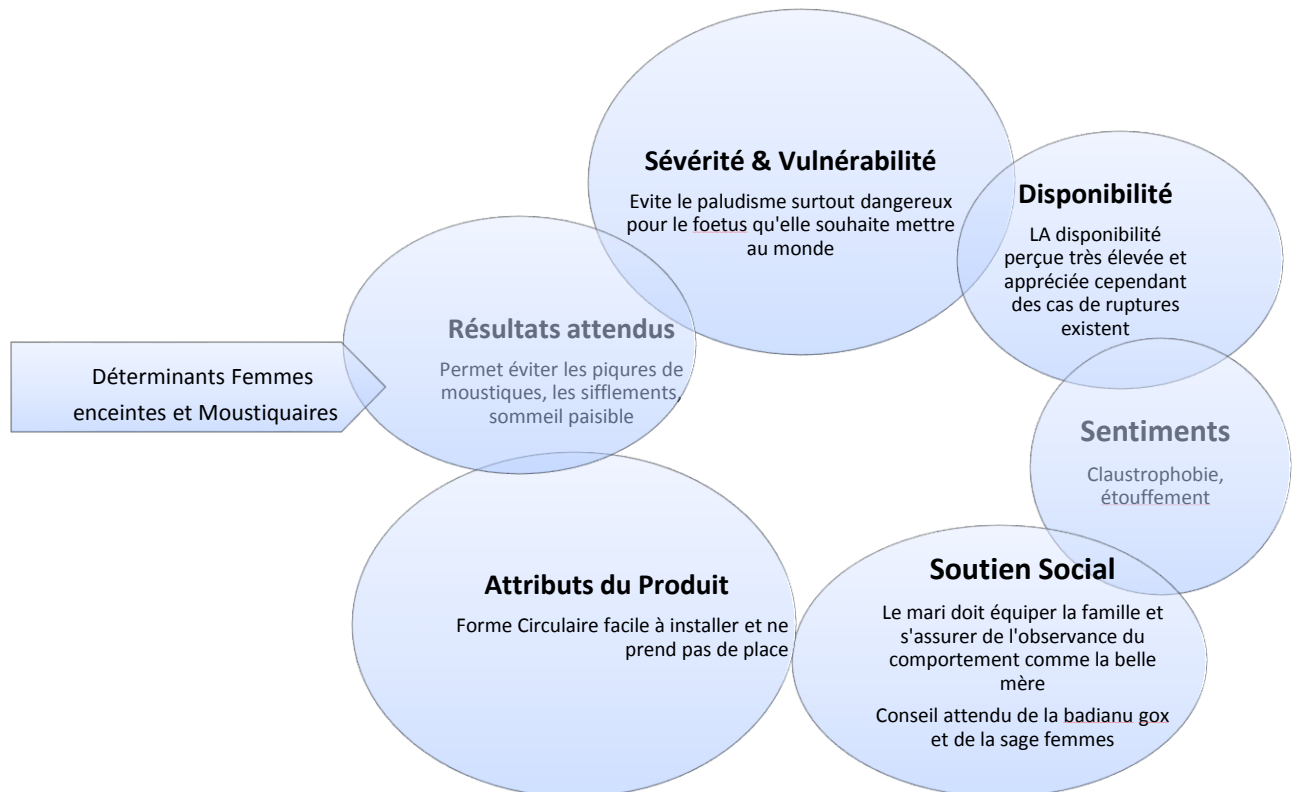 Déterminants Femmes
enceintes et Moustiquaires
Résultats attendus
Permet éviter les piqures de
moustiques, les sifflements,
sommeil paisible
Sévérité & Vulnérabilité
Evite le paludisme surtout dangereux
pour le foetus qu'elle souhaite mettre
au monde
Disponibilité
LA disponibilité
perçue très élevée et
appréciée cependant
des cas de ruptures
existent
Sentiments
Claustrophobie,
étouffement
Soutien Social
Le mari doit équiper la famille et
s'assurer de l'observance du
comportement comme la belle
mère
Conseil attendu de la badianu gox
et de la sage femmes
Attributs du Produit
Forme Circulaire facile à installer et ne
prend pas de place